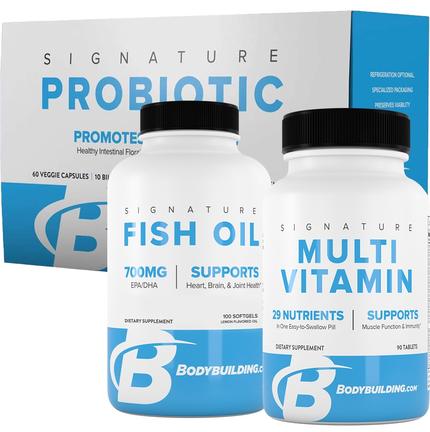 SIGNATURE
PROBIOTIC
REFRIGERATION OPTIONAL
SPECIALIZED PACKAGING
PRESERVES VIABILITY
PROMOTES
Healthy Intestinal Flora
60 VEGGIE CAPSULES | 10
SIGNATURE
FISH OIL
700MG
EPA/DHA
SUPPORTS
Heart, Brain, & Joint Health*
100 SOFTGELS
LEMON FLAVORED OIL
DIETARY SUPPLEMENT
B
BODYBUILDING.COM
SIGNATURE
MULTI
VITAMIN
29 NUTRIENTS
In One Easy-to-Swallow Pill
SUPPORTS
Muscle Function & Immunity*
DIETARY SUPPLEMENT
90 TABLETS
B
BODYBUILDING.COM